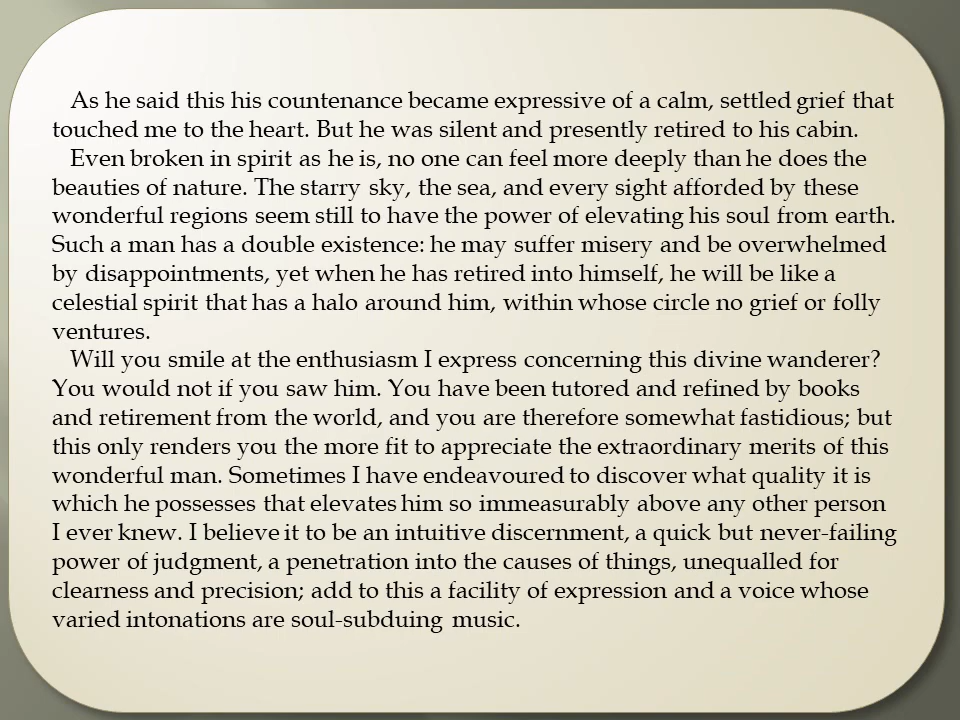 As he said this his countenance became expressive of a calm, settled grief that
touched me to the heart. But he was silent and presently retired to his cabin.
Even broken in spirit as he is, no one can feel more deeply than he does the
beauties of nature. The starry sky, the sea, and every sight afforded by these
wonderful regions seem still to have the power of elevating his soul from earth.
Such a man has a double existence: he may suffer misery and be overwhelmed
by disappointments, yet when he has retired into himself, he will be like a
celestial spirit that has a halo around him, within whose circle no grief or folly
ventures.
Will you smile at the enthusiasm I express concerning this divine wanderer?
You would not if you saw him. You have been tutored and refined by books
and retirement from the world, and you are therefore somewhat fastidious; but
this only renders you the more fit to appreciate the extraordinary merits of this
wonderful man. Sometimes I have endeavoured to discover what quality it is
which he possesses that elevates him so immeasurably above any other person
I ever knew. I believe it to be an intuitive discernment, a quick but never-failing
power of judgment, a penetration into the causes of things, unequalled for
clearness and precision; add to this a facility of expression and a voice whose
varied intonations are soul-subduing music.